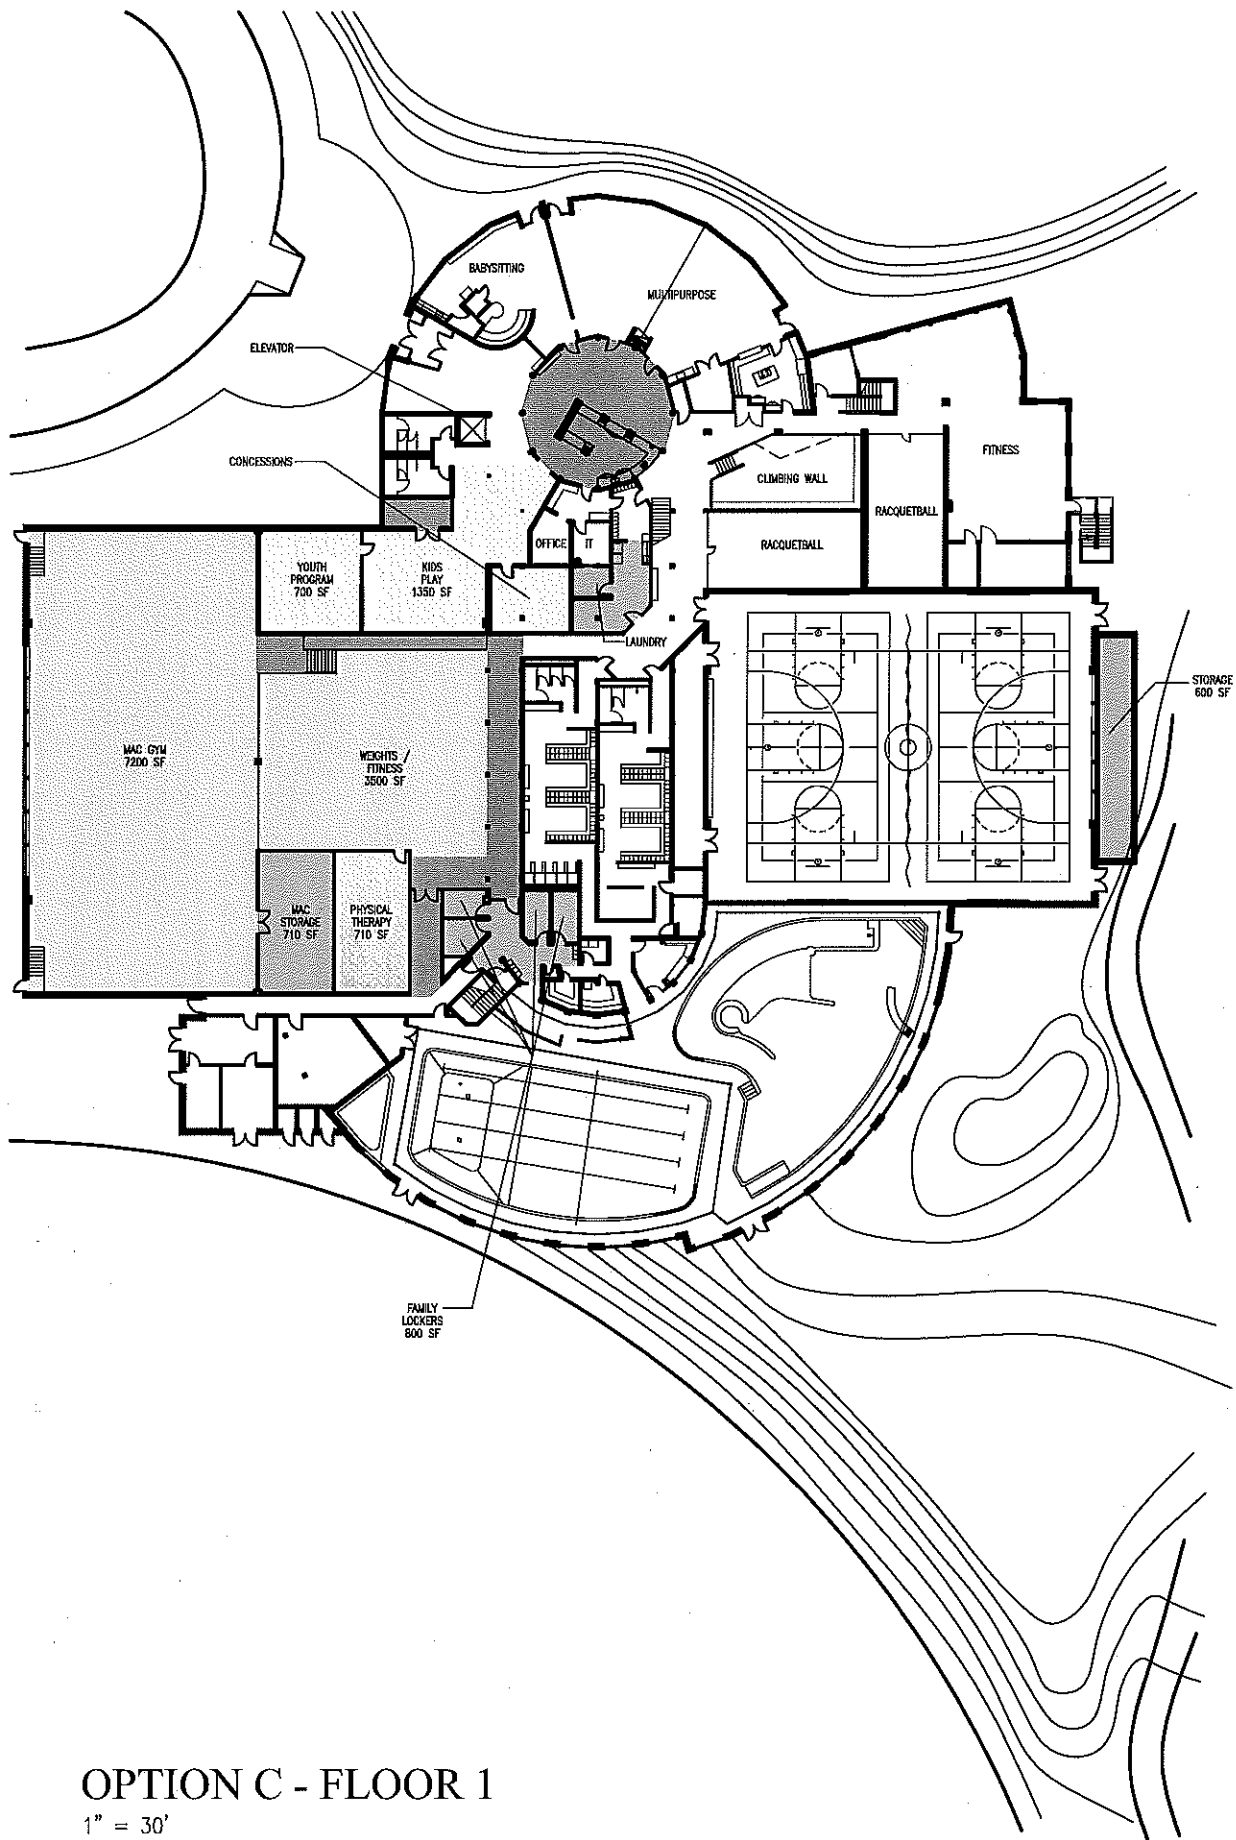 BABYSITTING
MULTIPURPOSE
ELEVATOR
CONCESSIONS
FITNESS
CLIMBING WALL
RACQUETBALL
RACQUETBALL
OFFICE
IT
YOUTH
PROGRAM
700 SF
KIDS
PLAY
1350 SF
LAUNDRY
STORAGE
600 SF
MAC GYM
7200 SF
WEIGHTS /
FITNESS
3500 SF
MAC
STORAGE
710 SF
PHYSICAL
THERAPY
710 SF
FAMILY
LOCKERS
800 SF
OPTION C - FLOOR 1
1" = 30'